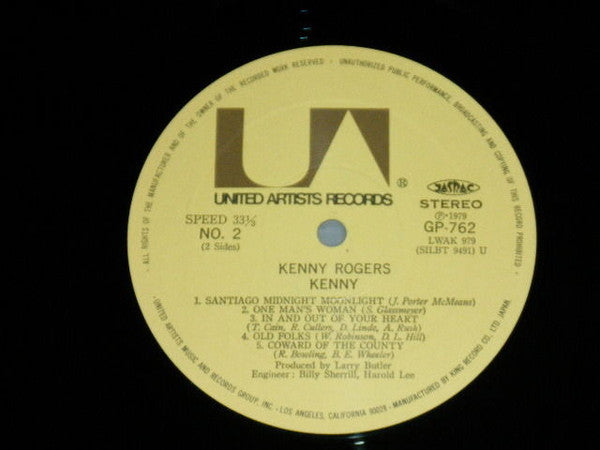 ALL RIGHTS OF THE MANUFACTURER AND OF THE OWNER OF THE RECORDED WORK RESERVED · UNAUTHORIZED PUBLIC PERFORMANCE, BROADCASTING AND COPYING OF THIS RECORD PROHIBITED ·
UA
UNITED ARTISTS RECORDS ®
JASRAC
SPEED 33⅓
STEREO
NO. 2
Ⓟ·1979
(2 Sides)
GP-762
LWAK 979
(SILBT 9491) U
KENNY ROGERS
KENNY
1. SANTIAGO MIDNIGHT MOONLIGHT (J. Porter McMeans)
2. ONE MAN'S WOMAN (S. Glassmeyer)
3. IN AND OUT OF YOUR HEART
(T. Cain, R. Cullers, D. Linde, A. Rush)
4. OLD FOLKS (W. Robinson, D. L. Hill)
5. COWARD OF THE COUNTY
(R. Bowling, B. E. Wheeler)
Produced by Larry Butler
Engineer: Billy Sherrill, Harold Lee
UNITED ARTISTS MUSIC AND RECORDS GROUP, INC. · LOS ANGELES, CALIFORNIA 90028 · MANUFACTURED BY KING RECORD CO. LTD. JAPAN.